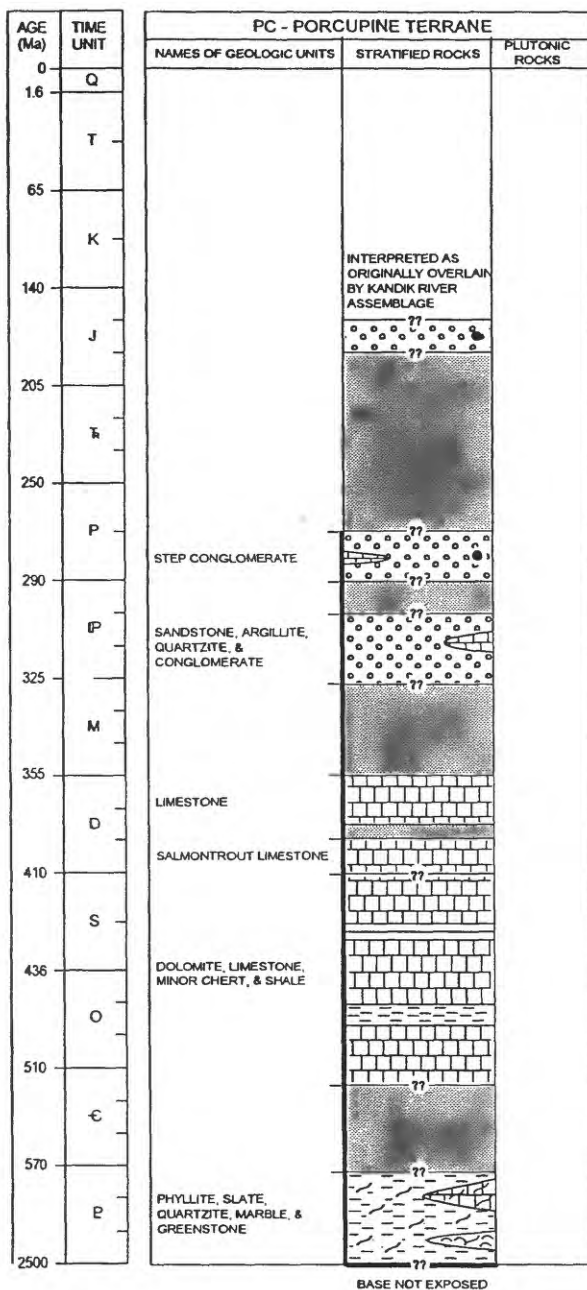 AGE
(Ma)
TIME
UNIT
PC - PORCUPINE TERRANE
NAMES OF GEOLOGIC UNITS
STRATIFIED ROCKS
PLUTONIC
ROCKS
0
Q
1.6
T
65
K
INTERPRETED AS
ORIGINALLY OVERLAIN
BY KANDIK RIVER
ASSEMBLAGE
140
??
J
??
205
Ꞓ
250
??
P
STEP CONGLOMERATE
290
??
??
SANDSTONE, ARGILLITE,
QUARTZITE, &
CONGLOMERATE
325
??
M
355
LIMESTONE
D
SALMONTROUT LIMESTONE
410
??
S
436
DOLOMITE, LIMESTONE,
MINOR CHERT, & SHALE
O
510
??
Є
570
??
PHYLLITE, SLATE,
QUARTZITE, MARBLE, &
GREENSTONE
2500
??
BASE NOT EXPOSED